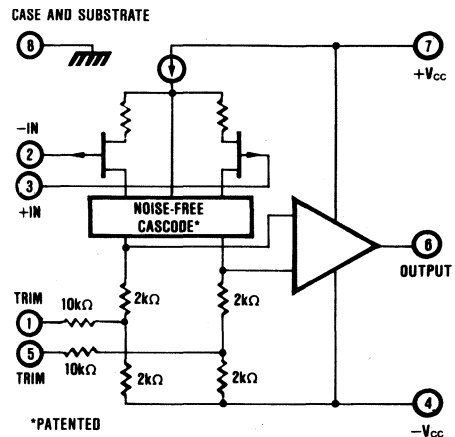 CASE AND SUBSTRATE
8
7
+VCC
-IN
2
3
+IN
NOISE-FREE
CASCODE*
6
OUTPUT
TRIM
1
10kΩ
2kΩ
2kΩ
5
TRIM
10kΩ
2kΩ
2kΩ
4
-VCC
*PATENTED